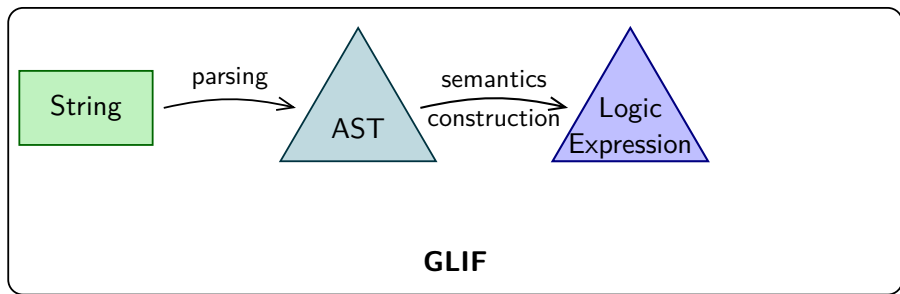 String
parsing
AST
semantics
construction
Logic
Expression
GLIF